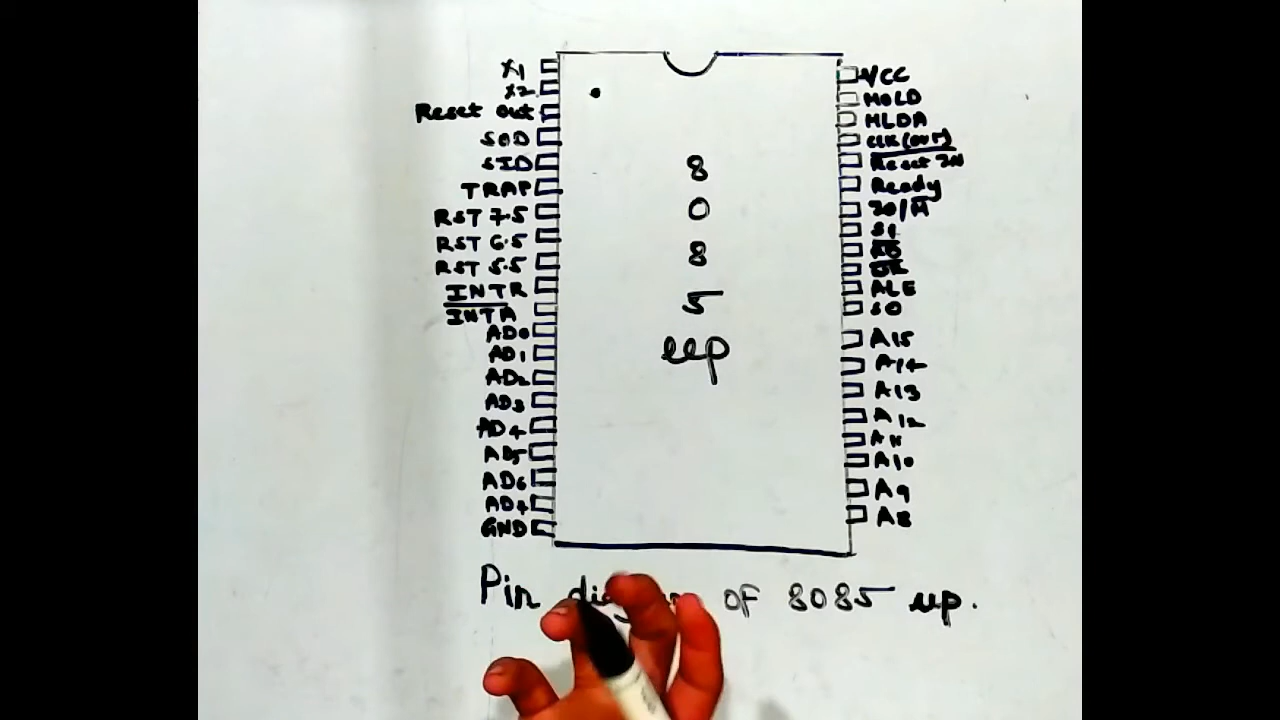 X1
X2
Reset out
SOD
SID
TRAP
RST 7.5
RST 6.5
RST 5.5
INTR
INTA
AD0
AD1
AD2
AD3
AD4
AD5
AD6
AD7
GND
8
0
8
5
up
VCC
HOLD
HLDA
CLK (OUT)
Reset IN
Ready
IO/M
S1
RD
ALE
S0
A15
A14
A13
A12
A11
A10
A9
A8
Pin of 8085 up.